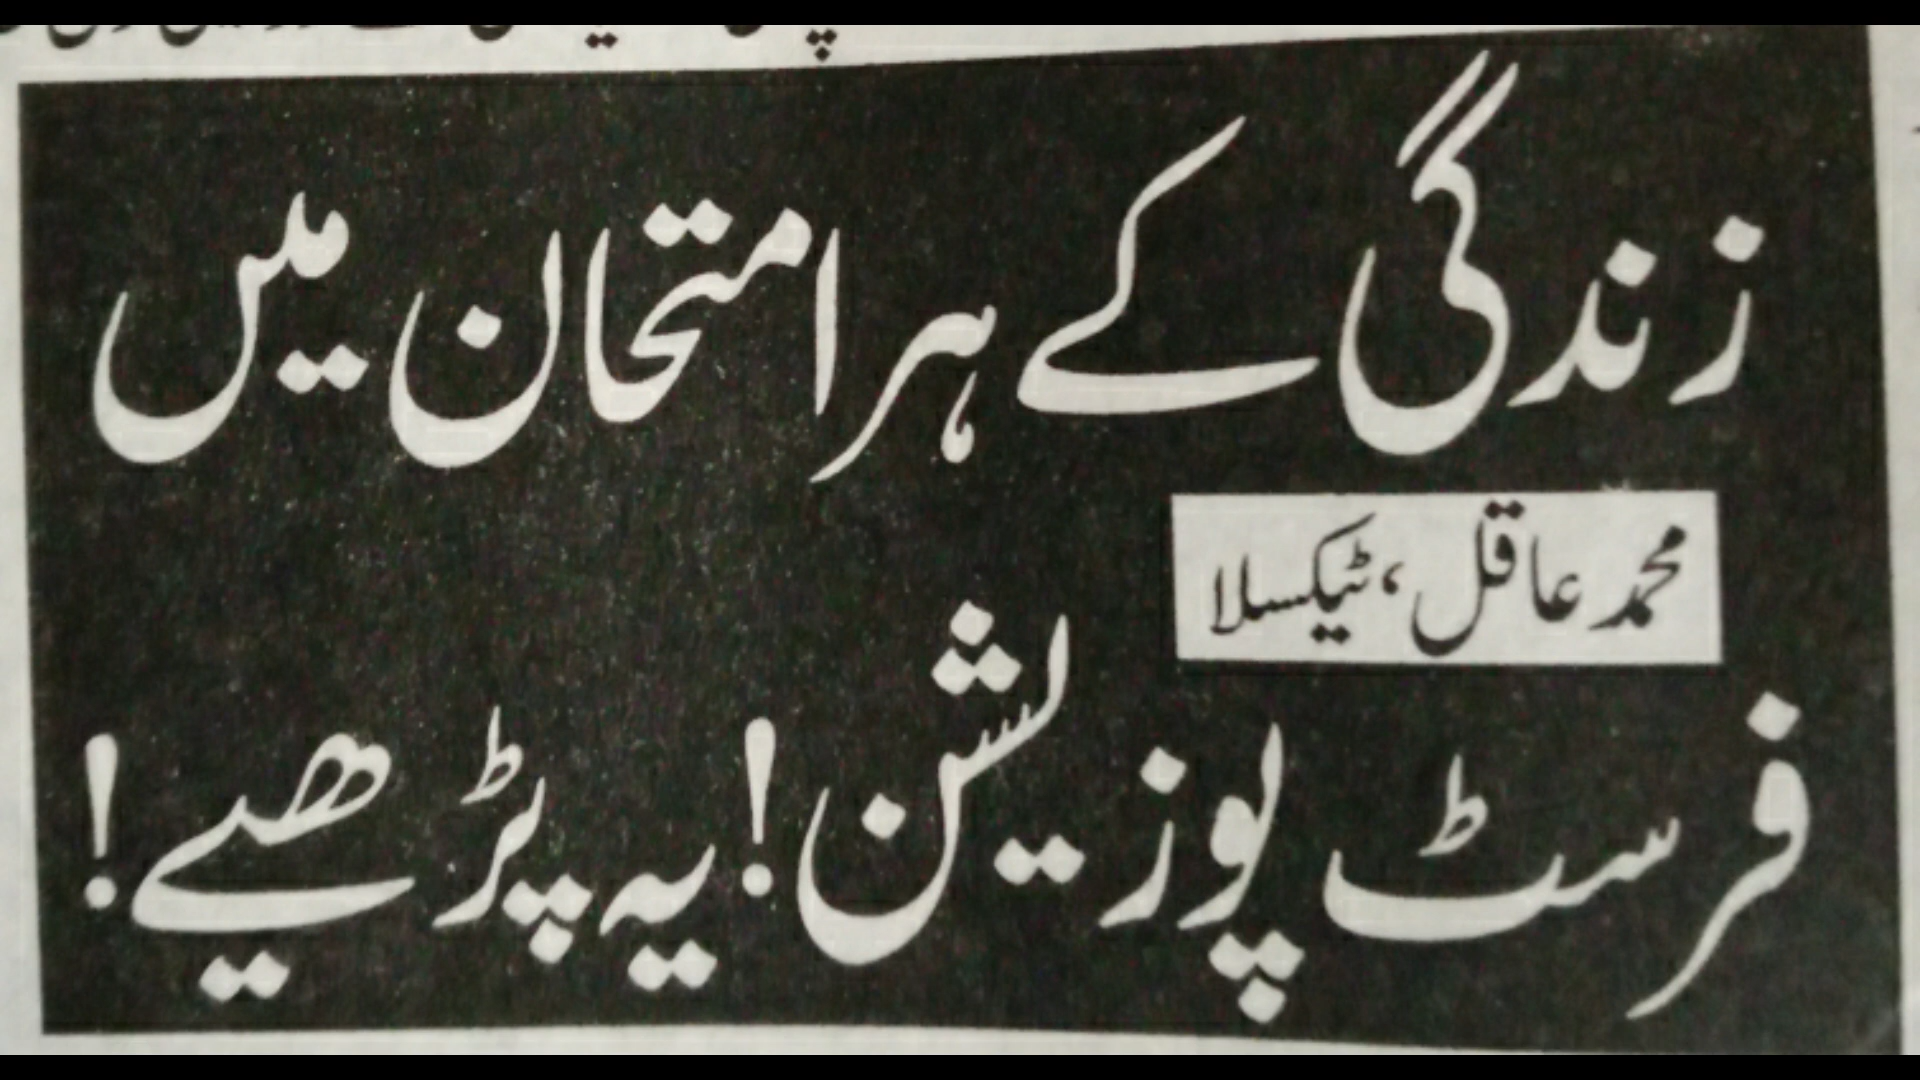 زندگی کے ہر امتحان میں
محمد عاقل، ٹیکسلا
فرسٹ پوزیشن! یہ پڑھیے!